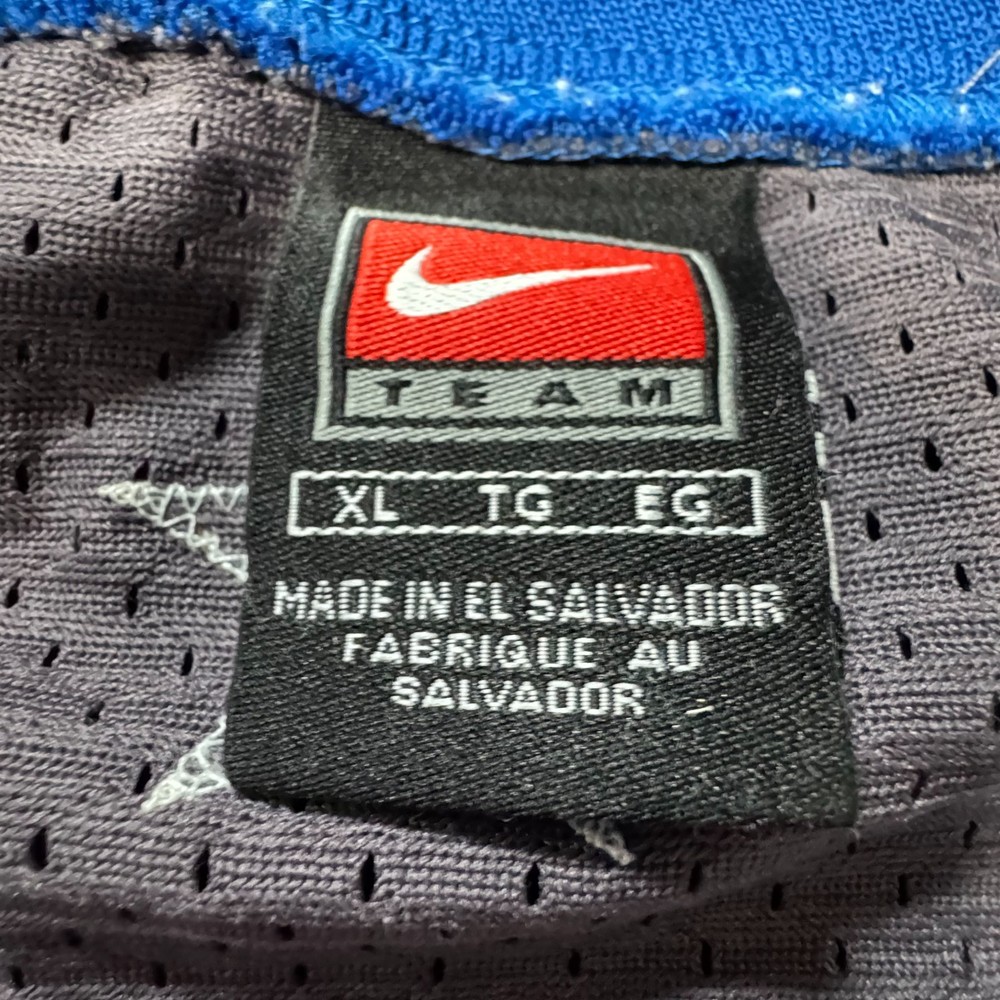 TEAM
XL TG EG
MADE IN EL SALVADOR
FABRIQUE AU
SALVADOR